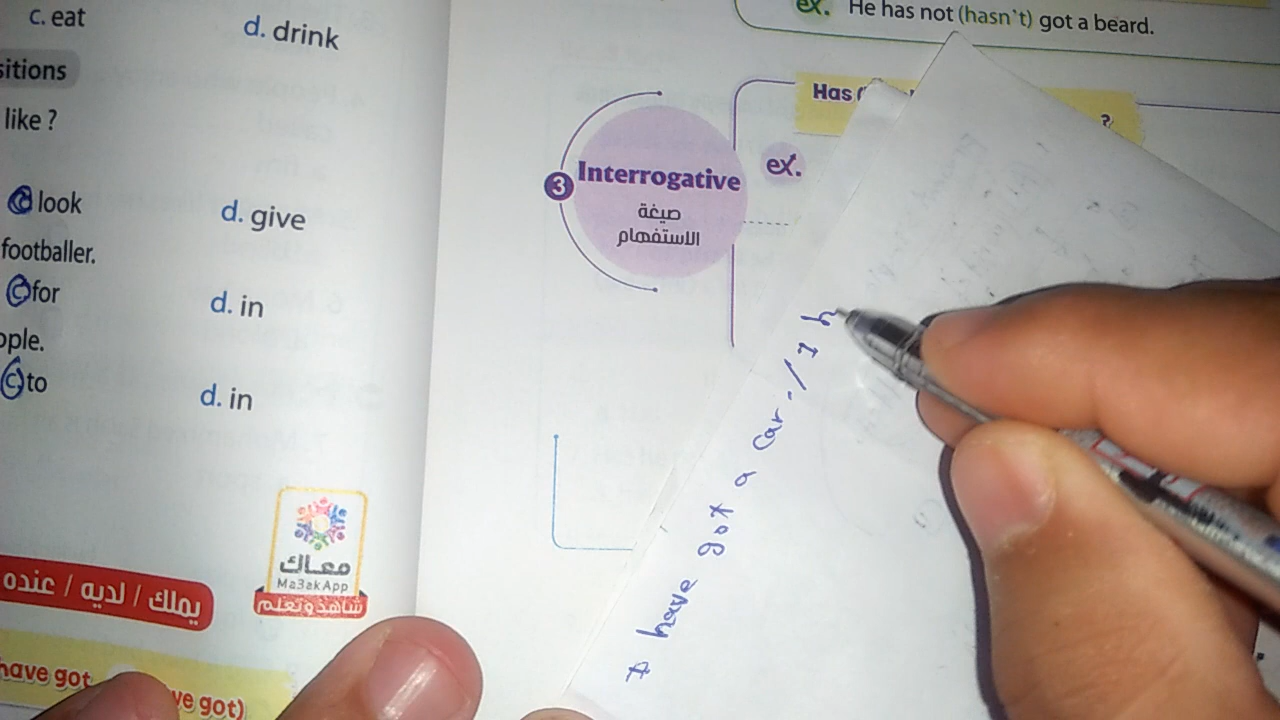 c. eat
d. drink
sitions
like ?
c look
d. give
footballer.
c for
d. in
ople.
c to
d. in
معاك
Ma3akApp
شاهد وتعلم
يملك / لديه / عنده
have got
ve got)
ex. He has not (hasn't) got a beard.
Has
?
ex.
3 Interrogative
صيغة
الاستفهام
I have got a car. / I h